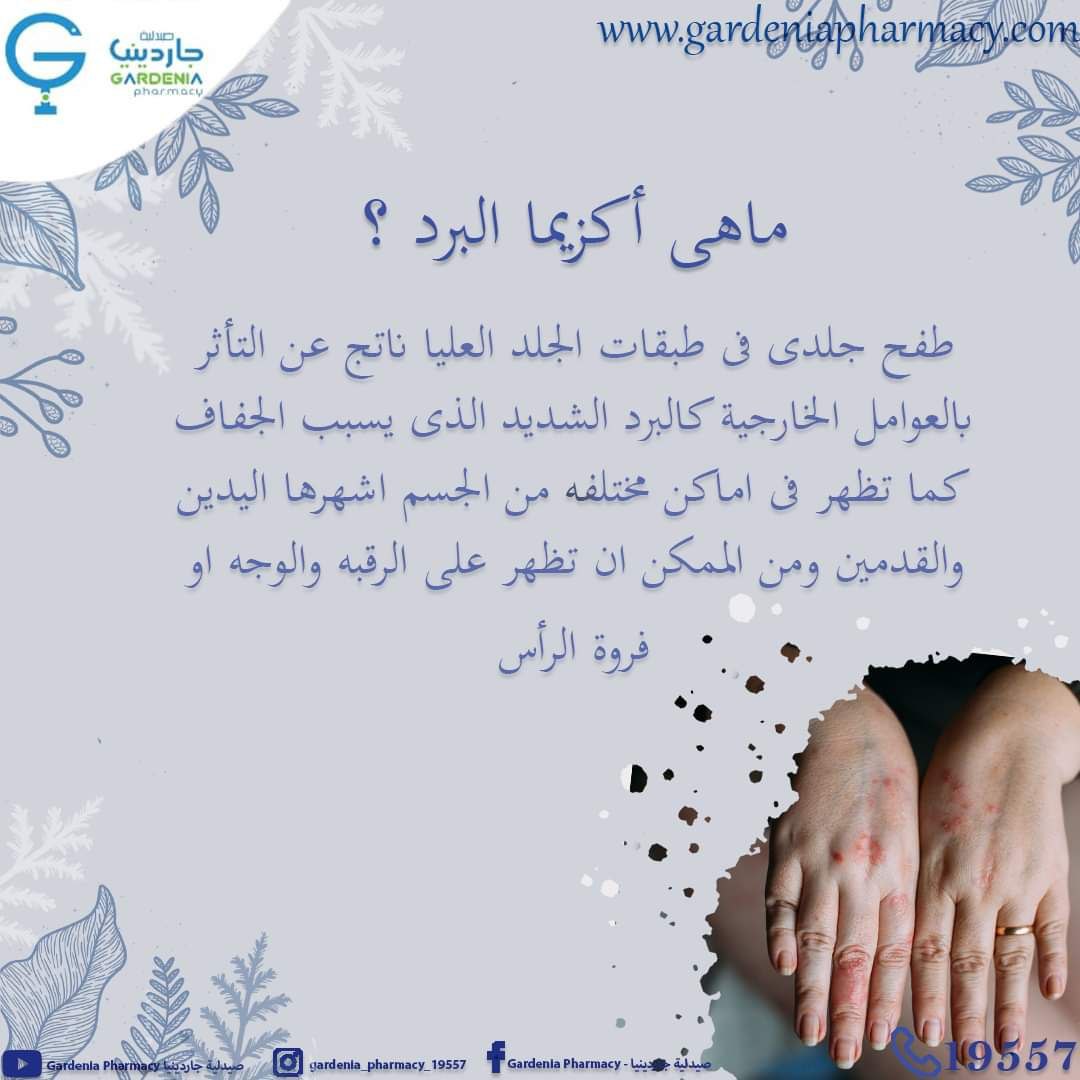 www.gardeniapharmacy.com
صيدلية
جاردينيا
GARDENIA
pharmacy
ماهى أكزيما البرد ؟
طفح جلدى فى طبقات الجلد العليا ناتج عن التأثر
بالعوامل الخارجية كالبرد الشديد الذى يسبب الجفاف
كما تظهر فى اماكن مختلفه من الجسم اشهرها اليدين
والقدمين ومن الممكن ان تظهر على الرقبه والوجه او
فروة الرأس
Gardenia Pharmacy صيدلية جاردينيا
gardenia_pharmacy_19557
Gardenia Pharmacy - صيدلية جاردينيا
19557